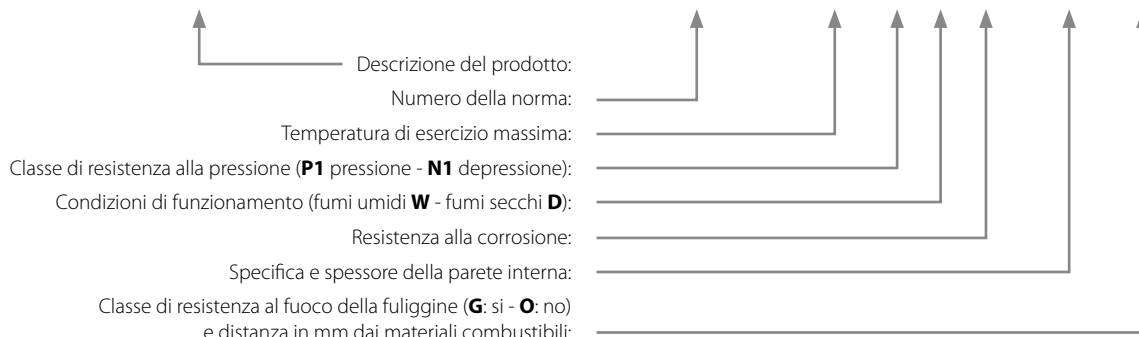 Descrizione del prodotto:
Numero della norma:
Temperatura di esercizio massima:
Classe di resistenza alla pressione (P1 pressione - N1 depressione):
Condizioni di funzionamento (fumi umidi W - fumi secchi D):
Resistenza alla corrosione:
Specifica e spessore della parete interna:
Classe di resistenza al fuoco della fuliggine (G: si - O: no)
e distanza in mm dai materiali combustibili: